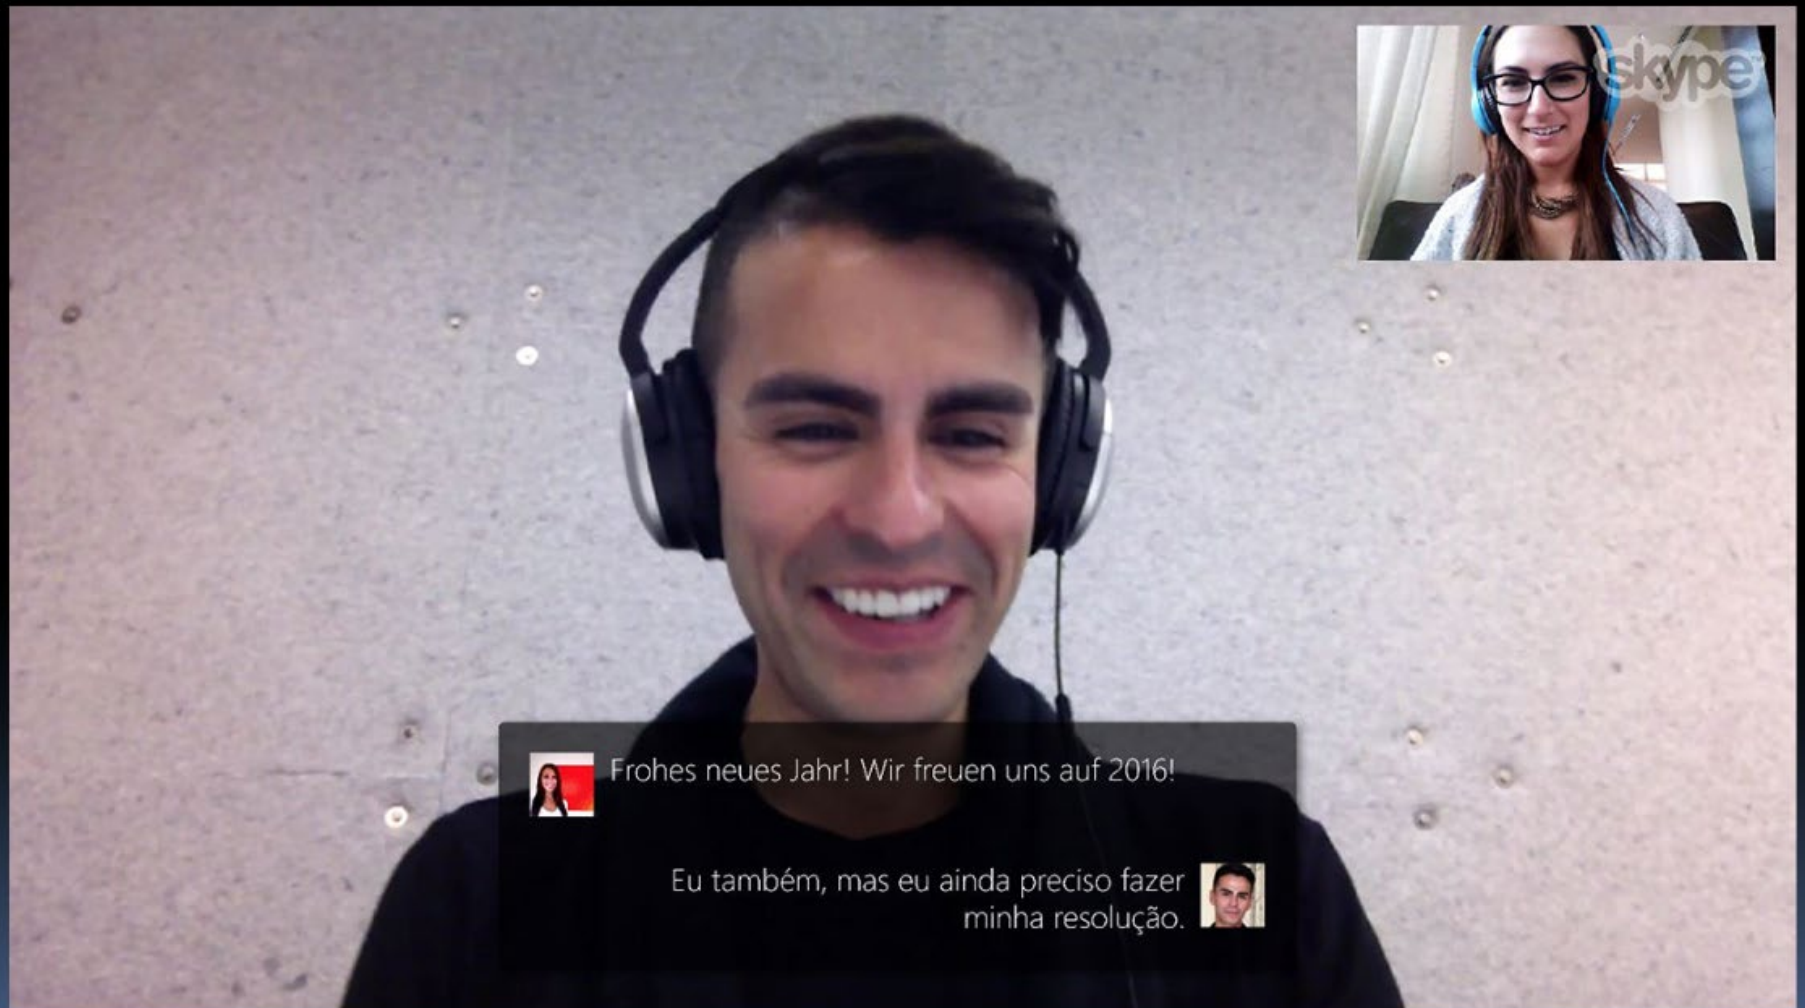 skype
Frohes neues Jahr! Wir freuen uns auf 2016!
Eu também, mas eu ainda preciso fazer
minha resolução.